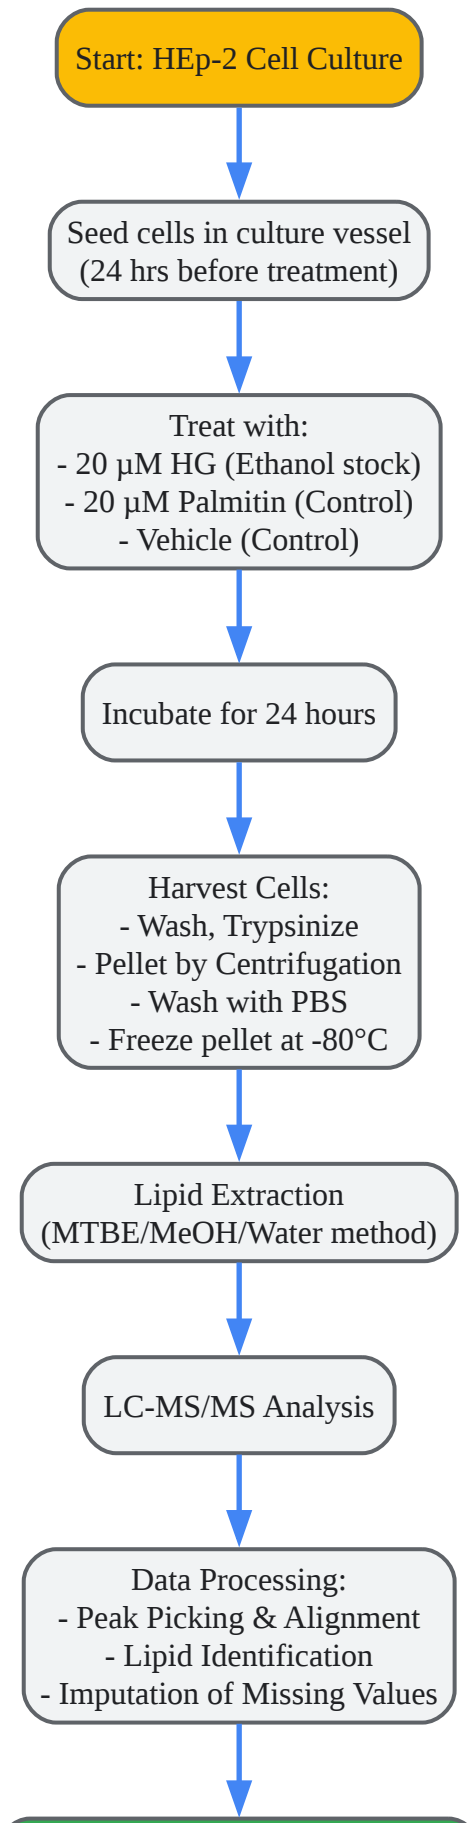 Start: HEp-2 Cell Culture
Seed cells in culture vessel
(24 hrs before treatment)
Treat with:
- 20 µM HG (Ethanol stock)
- 20 µM Palmitin (Control)
- Vehicle (Control)
Incubate for 24 hours
Harvest Cells:
- Wash, Trypsinize
- Pellet by Centrifugation
- Wash with PBS
- Freeze pellet at -80°C
Lipid Extraction
(MTBE/MeOH/Water method)
LC-MS/MS Analysis
Data Processing:
- Peak Picking & Alignment
- Lipid Identification
- Imputation of Missing Values